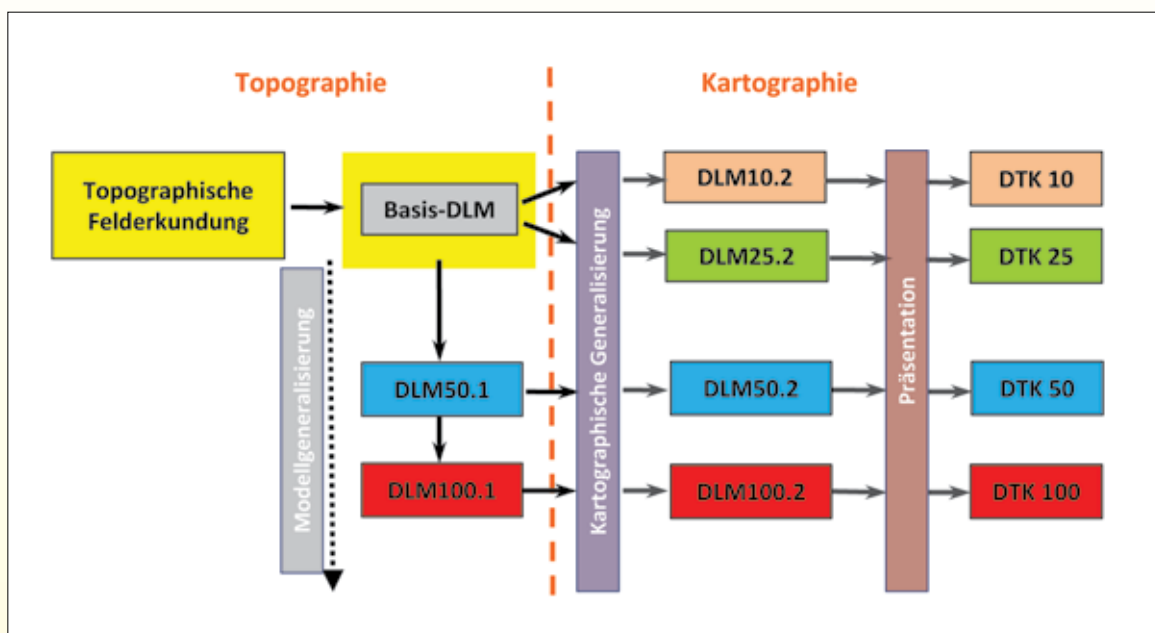 Topographie
Kartographie
Topographische
Felderkundung
Basis-DLM
Modellgeneralisierung
DLM50.1
DLM100.1
Kartographische Generalisierung
DLM10.2
DLM25.2
DLM50.2
DLM100.2
Präsentation
DTK 10
DTK 25
DTK 50
DTK 100